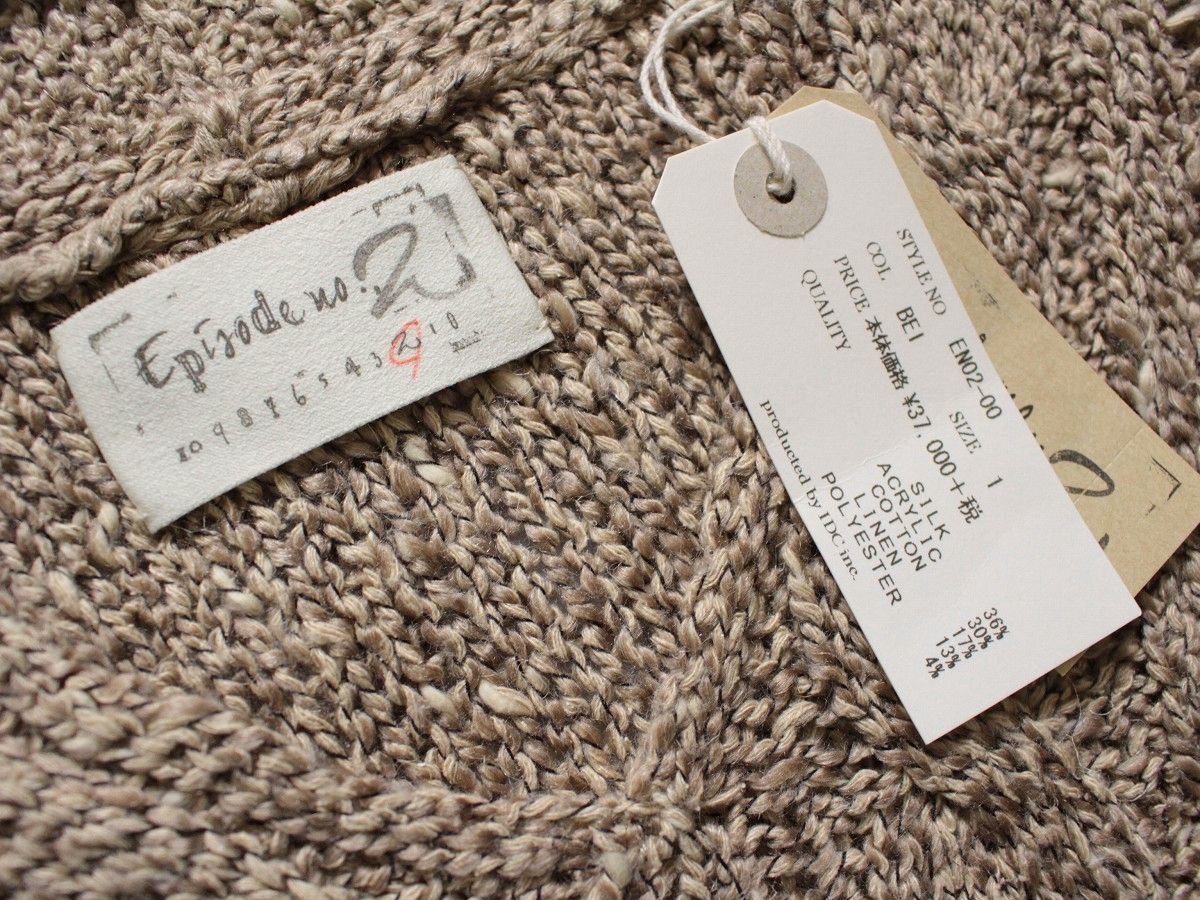 Episode no. 2
10 9 8 7 6 5 4 3 2 1 0
STYLE NO EN02-00 SIZE 1
COL BEI
PRICE 本体価格 ¥37,000+税
QUALITY
SILK 36%
ACRYLIC 30%
COTTON 17%
LINEN 13%
POLYESTER 4%
producted by IDC inc.